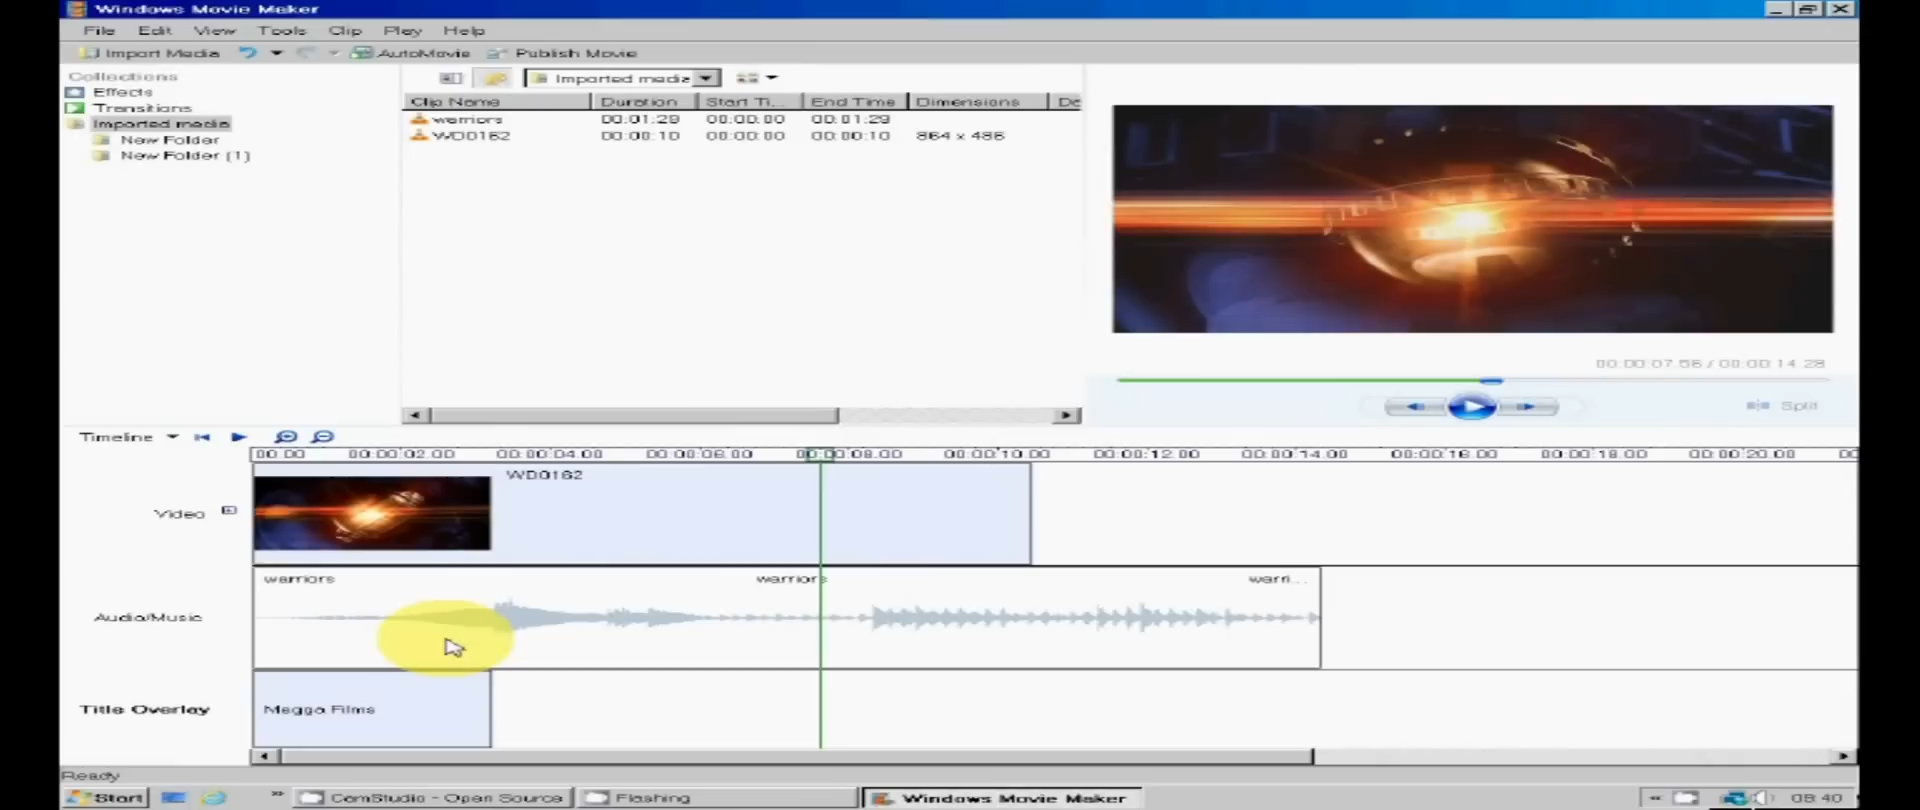 Windows Movie Maker
File Edit View Tools Clip Play Help
Import Media AutoMovie Publish Movie
Collections
Effects
Transitions
Imported media
New Folder
New Folder (1)
Imported media
Clip Name Duration Start Ti... End Time Dimensions De
warriors 00:01:29 00:00:00 00:01:29
WD0162 00:00:10 00:00:00 00:00:10 864 x 486
00:00:07.58 / 00:00:14.28
Split
Timeline
00.00 00:00:02.00 00:00:04.00 00:00:06.00 00:00:08.00 00:00:10.00 00:00:12.00 00:00:14.00 00:00:16.00 00:00:18.00 00:00:20.00 00
Video WD0162
Audio/Music warriors warriors warri...
Title Overlay Megga Films
Ready
Start CamStudio - Open Source Flashing Windows Movie Maker 08:40